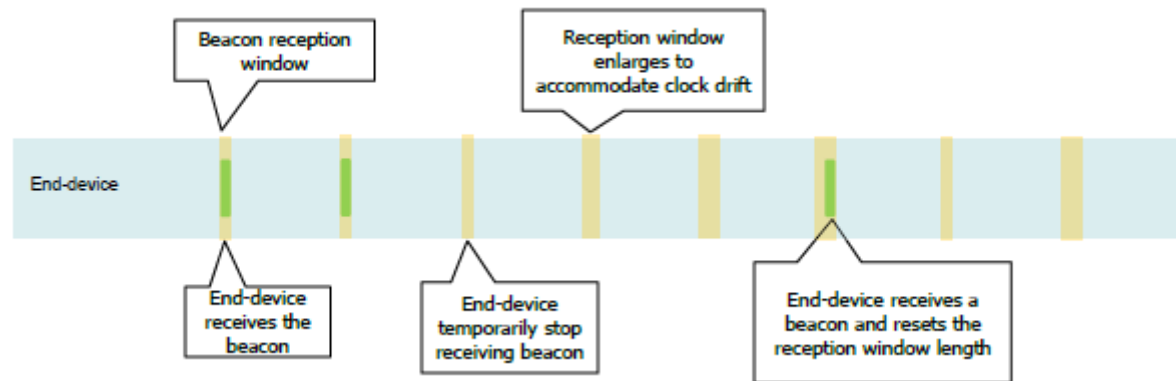 Beacon reception
window
Reception window
enlarges to
accommodate clock drift
End-device
End-device
receives the
beacon
End-device
temporarily stop
receiving beacon
End-device receives a
beacon and resets the
reception window length